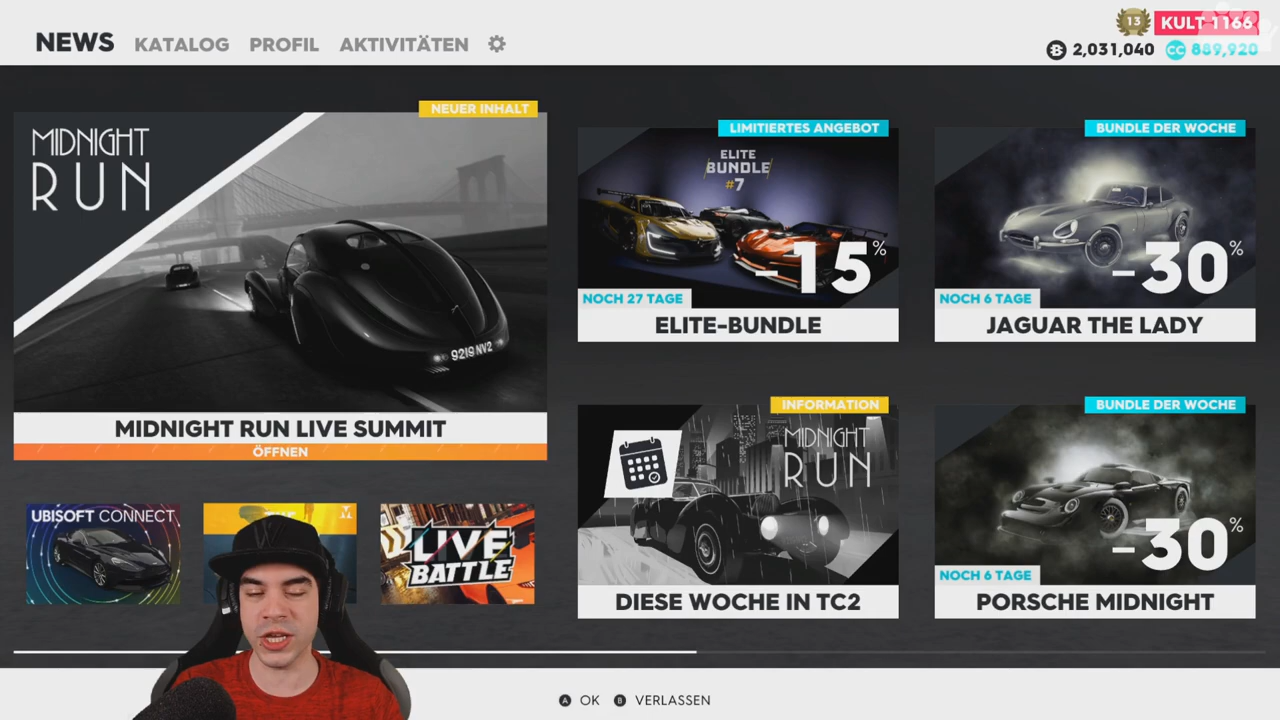 NEWS KATALOG PROFIL AKTIVITÄTEN
13 KULT 1166
2,031,040 CC 889,920
NEUER INHALT
MIDNIGHT
RUN
9219 NV2
MIDNIGHT RUN LIVE SUMMIT
ÖFFNEN
LIMITIERTES ANGEBOT
ELITE
BUNDLE
#7
-15%
NOCH 27 TAGE
ELITE-BUNDLE
BUNDLE DER WOCHE
-30%
NOCH 6 TAGE
JAGUAR THE LADY
UBISOFT CONNECT
LIVE
BATTLE
INFORMATION
MIDNIGHT
RUN
DIESE WOCHE IN TC2
BUNDLE DER WOCHE
-30%
NOCH 6 TAGE
PORSCHE MIDNIGHT
A OK B VERLASSEN